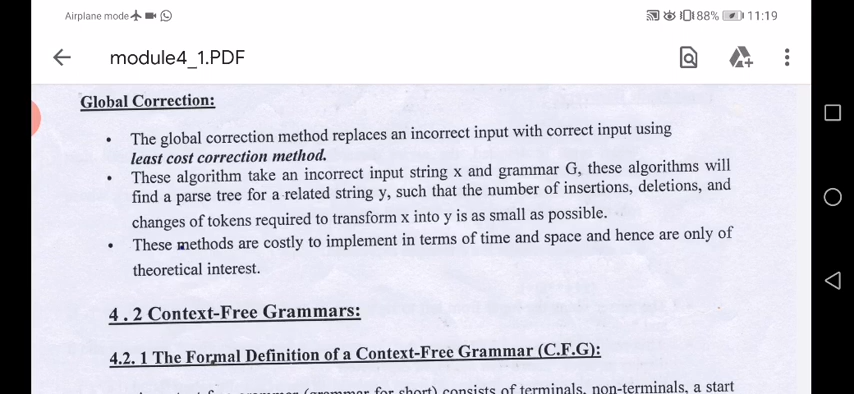 Airplane mode 88% 11:19
module4_1.PDF
Global Correction:
• The global correction method replaces an incorrect input with correct input using
least cost correction method.
• These algorithm take an incorrect input string x and grammar G, these algorithms will
find a parse tree for a related string y, such that the number of insertions, deletions, and
changes of tokens required to transform x into y is as small as possible.
• These methods are costly to implement in terms of time and space and hence are only of
theoretical interest.
4 . 2 Context-Free Grammars:
4.2. 1 The Formal Definition of a Context-Free Grammar (C.F.G):
(grammar for short) consists of terminals, non-terminals, a start